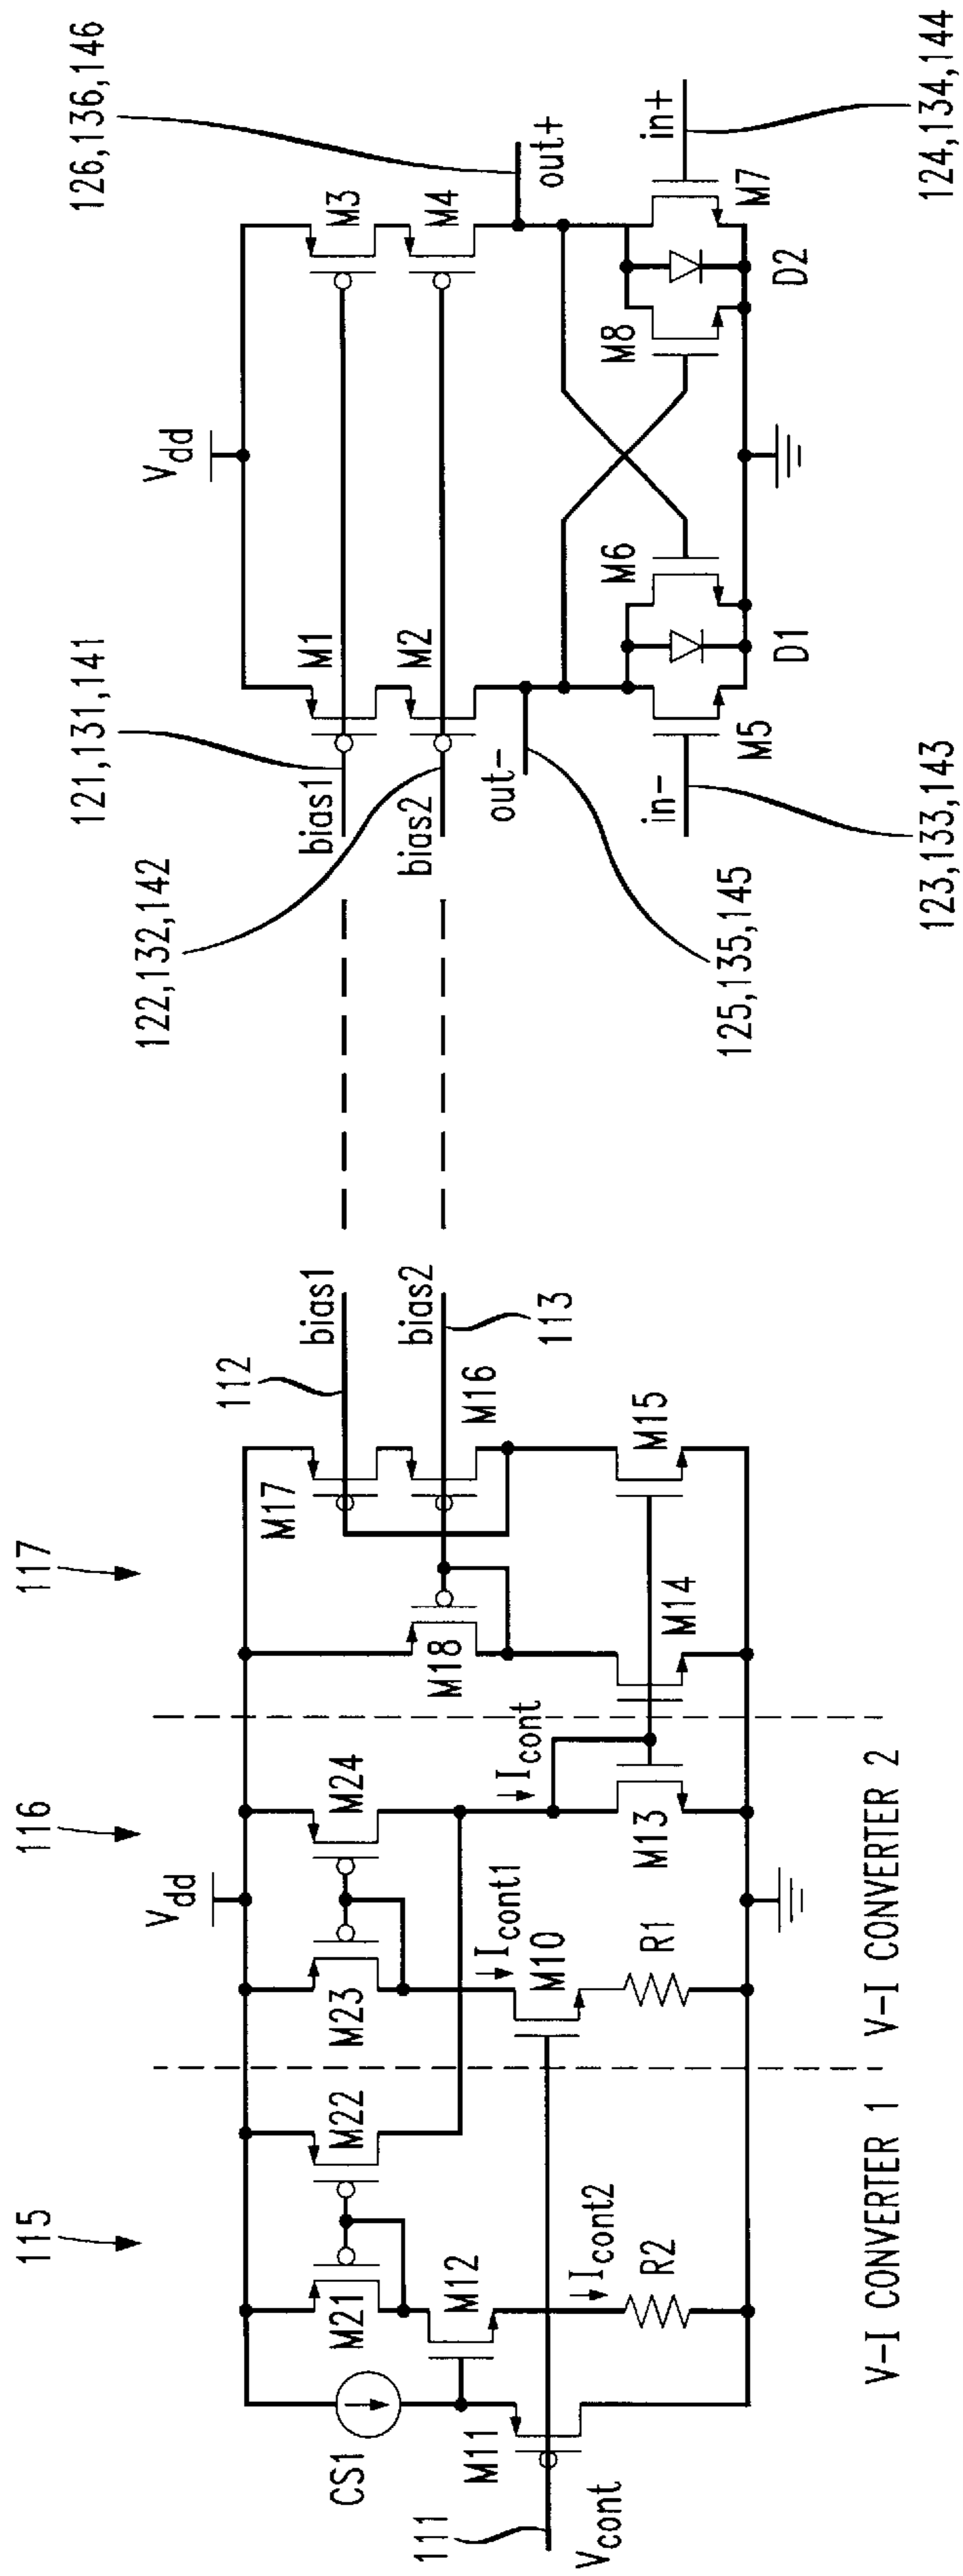 115
116
117
112
113
111
Vcont
CS1
M11
M12
M21
M22
M23
M24
M10
M13
M14
M15
M16
M17
M18
Vdd
Icont2
Icont1
Icont
R2
R1
bias1
bias2
V-I CONVERTER 1
V-I CONVERTER 2
121,131,141
122,132,142
126,136,146
125,135,145
123,133,143
124,134,144
bias1
bias2
Vdd
M1
M2
M3
M4
out-
out+
in-
in+
M5
M6
M8
M7
D1
D2